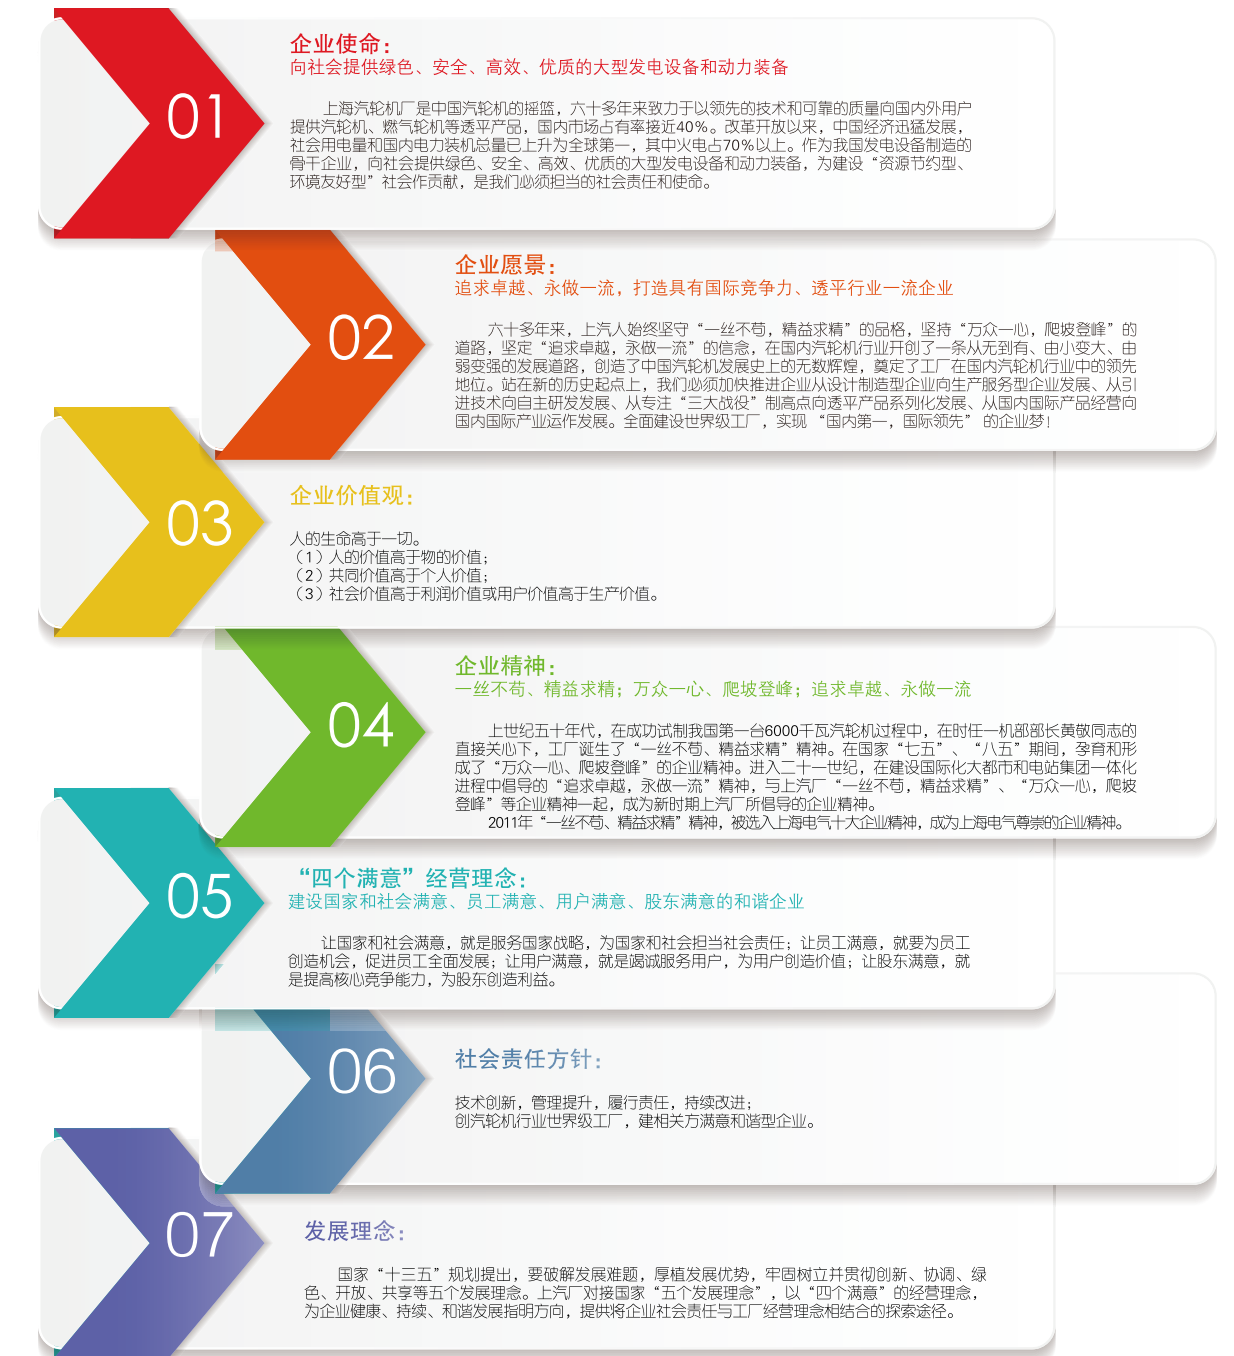 01
企业使命：
向社会提供绿色、安全、高效、优质的大型发电设备和动力装备
上海汽轮机厂是中国汽轮机的摇篮，六十多年来致力于以领先的技术和可靠的质量向国内外用户
提供汽轮机、燃气轮机等透平产品，国内市场占有率接近40%。改革开放以来，中国经济迅猛发展，
社会用电量和国内电力装机总量已上升为全球第一，其中火电占70%以上。作为我国发电设备制造的
骨干企业，向社会提供绿色、安全、高效、优质的大型发电设备和动力装备，为建设“资源节约型、
环境友好型”社会作贡献，是我们必须担当的社会责任和使命。
02
企业愿景：
追求卓越、永做一流，打造具有国际竞争力、透平行业一流企业
六十多年来，上汽人始终坚守“一丝不苟，精益求精”的品格，坚持“万众一心，爬坡登峰”的
道路，坚定“追求卓越，永做一流”的信念，在国内汽轮机行业开创了一条从无到有、由小变大、由
弱变强的发展道路，创造了中国汽轮机发展史上的无数辉煌，奠定了工厂在国内汽轮机行业中的领先
地位。站在新的历史起点上，我们必须加快推进企业从设计制造型企业向生产服务型企业发展、从引
进技术向自主研发发展、从专注“三大战役”制高点向透平产品系列化发展、从国内国际产品经营向
国内国际产业运作发展。全面建设世界级工厂，实现 “国内第一，国际领先” 的企业梦！
03
企业价值观：
人的生命高于一切。
（1）人的价值高于物的价值；
（2）共同价值高于个人价值；
（3）社会价值高于利润价值或用户价值高于生产价值。
04
企业精神：
一丝不苟、精益求精；万众一心、爬坡登峰；追求卓越、永做一流
上世纪五十年代，在成功试制我国第一台6000千瓦汽轮机过程中，在时任一机部部长黄敬同志的
直接关心下，工厂诞生了“一丝不苟、精益求精”精神。在国家“七五”、“八五”期间，孕育和形
成了“万众一心、爬坡登峰”的企业精神。进入二十一世纪，在建设国际化大都市和电站集团一体化
进程中倡导的“追求卓越，永做一流”精神，与上汽厂“一丝不苟，精益求精”、“万众一心，爬坡
登峰”等企业精神一起，成为新时期上汽厂所倡导的企业精神。
2011年“一丝不苟、精益求精”精神，被选入上海电气十大企业精神，成为上海电气尊崇的企业精神。
05
“四个满意”经营理念：
建设国家和社会满意、员工满意、用户满意、股东满意的和谐企业
让国家和社会满意，就是服务国家战略，为国家和社会担当社会责任；让员工满意，就要为员工
创造机会，促进员工全面发展；让用户满意，就是竭诚服务用户，为用户创造价值；让股东满意，就
是提高核心竞争能力，为股东创造利益。
06
社会责任方针：
技术创新，管理提升，履行责任，持续改进；
创汽轮机行业世界级工厂，建相关方满意和谐型企业。
07
发展理念：
国家“十三五”规划提出，要破解发展难题，厚植发展优势，牢固树立并贯彻创新、协调、绿
色、开放、共享等五个发展理念。上汽厂对接国家“五个发展理念”，以“四个满意”的经营理念，
为企业健康、持续、和谐发展指明方向，提供将企业社会责任与工厂经营理念相结合的探索途径。